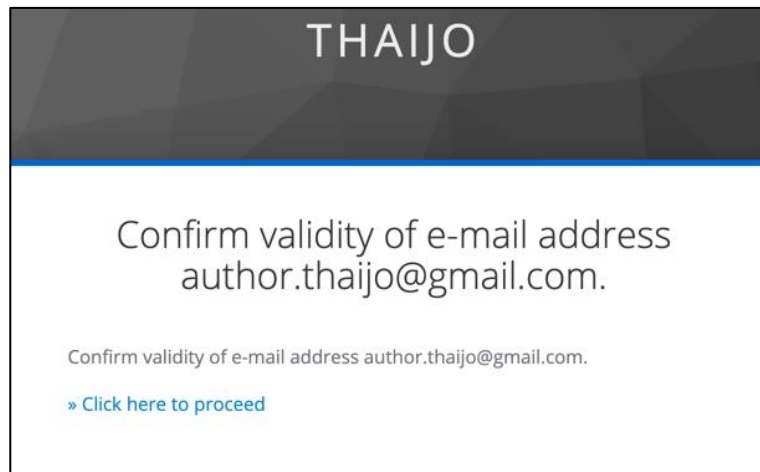 THAIJO
Confirm validity of e-mail address
author.thaijo@gmail.com.
Confirm validity of e-mail address author.thaijo@gmail.com.
» Click here to proceed